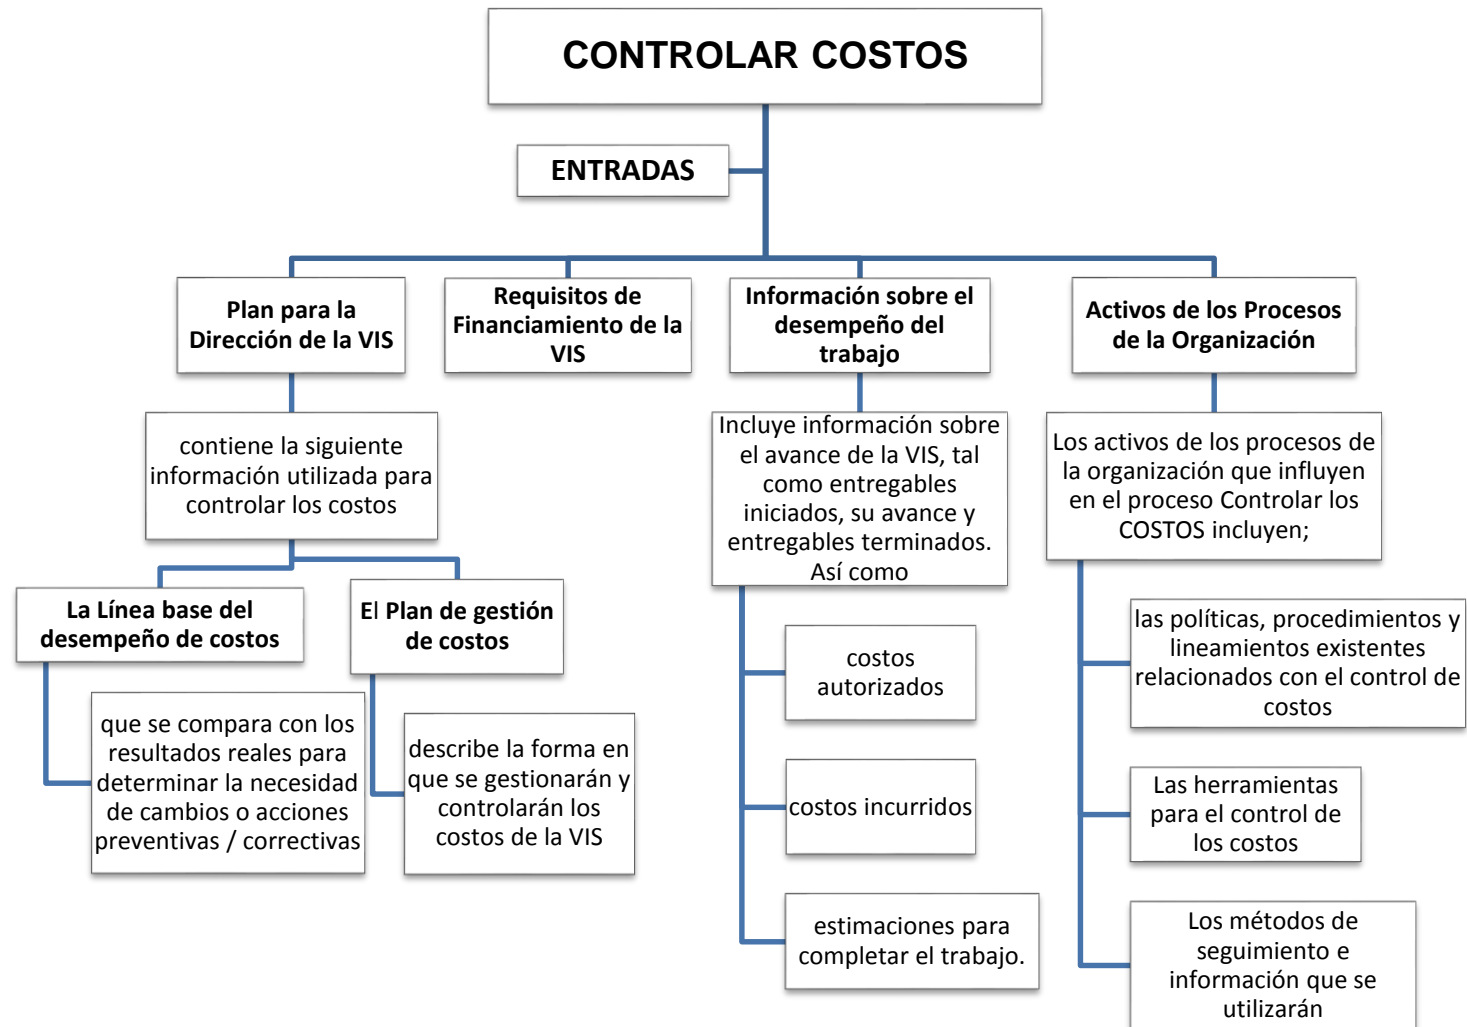 CONTROLAR COSTOS
ENTRADAS
Plan para la
Dirección de la VIS
Requisitos de
Financiamiento de la
VIS
Información sobre el
desempeño del
trabajo
Activos de los Procesos
de la Organización
contiene la siguiente
información utilizada para
controlar los costos
Incluye información sobre
el avance de la VIS, tal
como entregables
iniciados, su avance y
entregables terminados.
Así como
Los activos de los procesos de
la organización que influyen
en el proceso Controlar los
COSTOS incluyen;
La Línea base del
desempeño de costos
El Plan de gestión
de costos
que se compara con los
resultados reales para
determinar la necesidad
de cambios o acciones
preventivas / correctivas
describe la forma en
que se gestionarán y
controlarán los
costos de la VIS
costos
autorizados
costos incurridos
estimaciones para
completar el trabajo.
las políticas, procedimientos y
lineamientos existentes
relacionados con el control de
costos
Las herramientas
para el control de
los costos
Los métodos de
seguimiento e
información que se
utilizarán